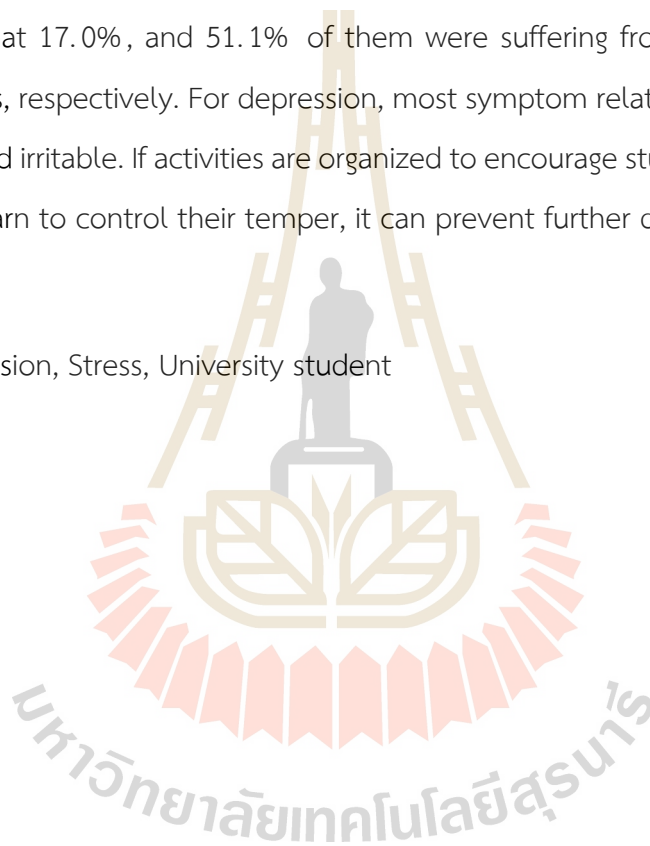 at 17.0%, and 51.1% of them were suffering fro
s, respectively. For depression, most symptom relat
d irritable. If activities are organized to encourage stu
arn to control their temper, it can prevent further d
sion, Stress, University student
มหาวิทยาลัยเทคโนโลยีสุรนารี